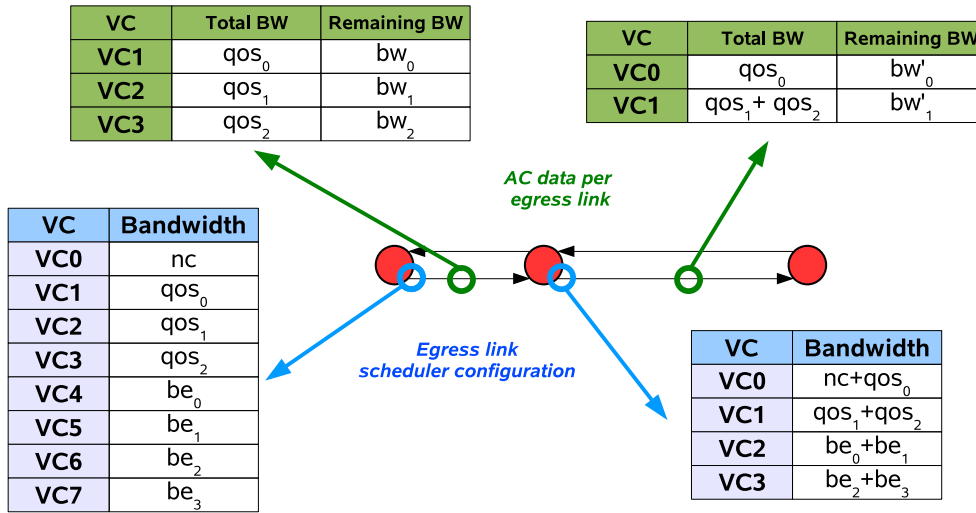 VC Total BW Remaining BW
VC1 qos₀ bw₀
VC2 qos₁ bw₁
VC3 qos₂ bw₂
VC Total BW Remaining BW
VC0 qos₀ bw'₀
VC1 qos₁+ qos₂ bw'₁
AC data per
egress link
VC Bandwidth
VC0 nc
VC1 qos₀
VC2 qos₁
VC3 qos₂
VC4 be₀
VC5 be₁
VC6 be₂
VC7 be₃
Egress link
scheduler configuration
VC Bandwidth
VC0 nc+qos₀
VC1 qos₁+qos₂
VC2 be₀+be₁
VC3 be₂+be₃